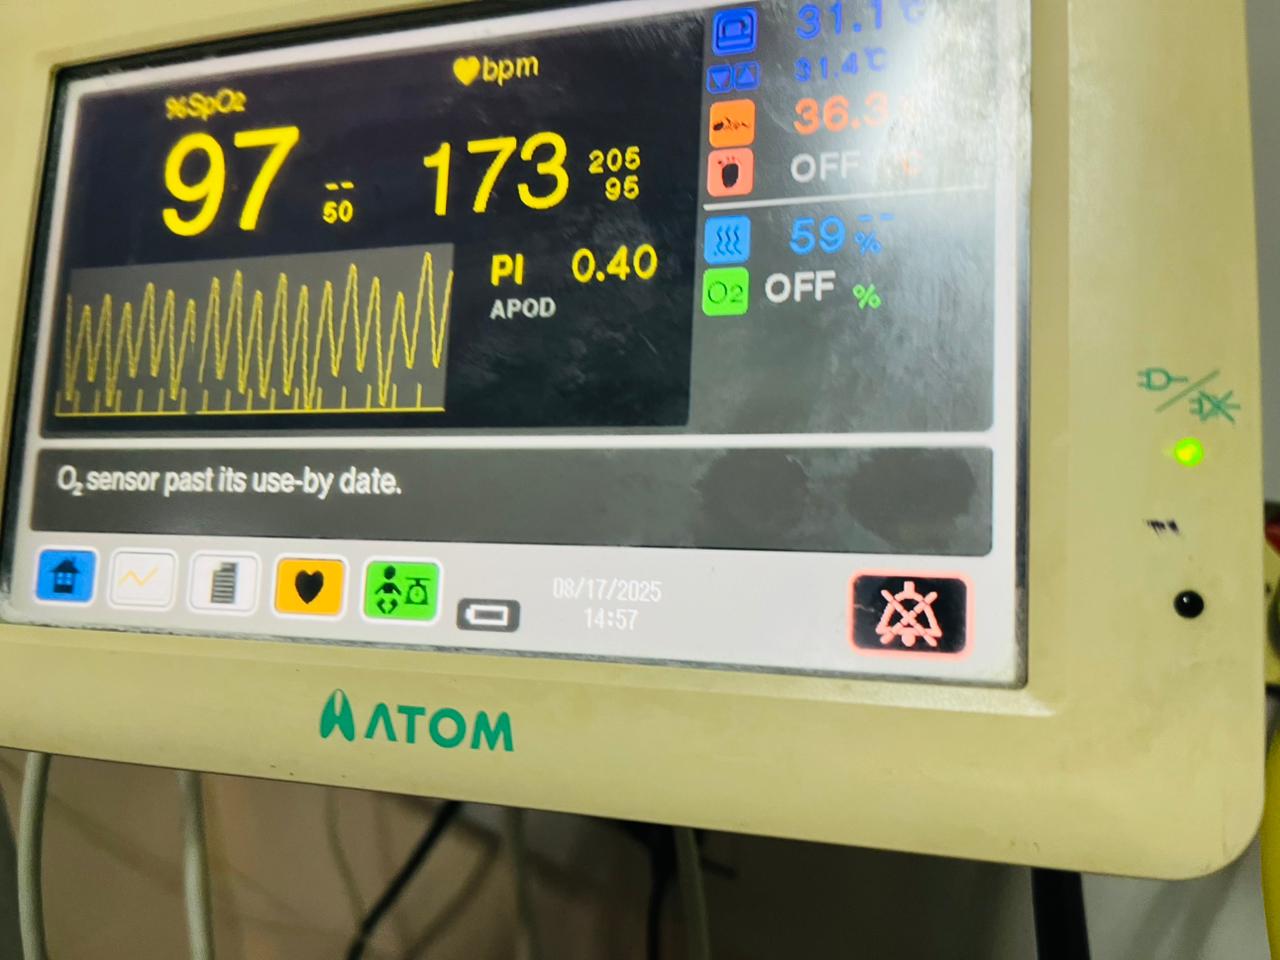 %SpO2
97
--
50
bpm
173
205
95
PI 0.40
APOD
31.1 °C
31.4 °C
36.3
OFF °C
59 --
%
O2 OFF %
O₂ sensor past its use-by date.
08/17/2025
14:57
ATOM